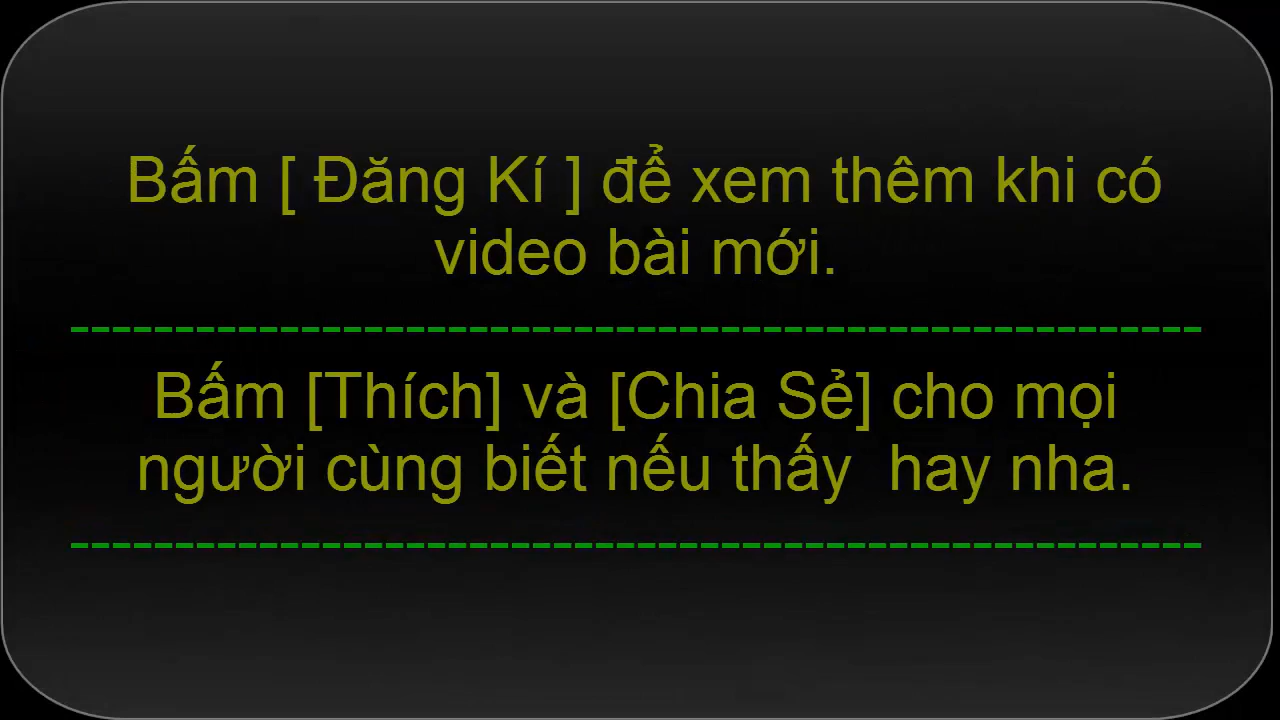 Bấm [ Đăng Kí ] để xem thêm khi có
video bài mới.
------------------------------------------------------
Bấm [Thích] và [Chia Sẻ] cho mọi
người cùng biết nếu thấy  hay nha.
------------------------------------------------------